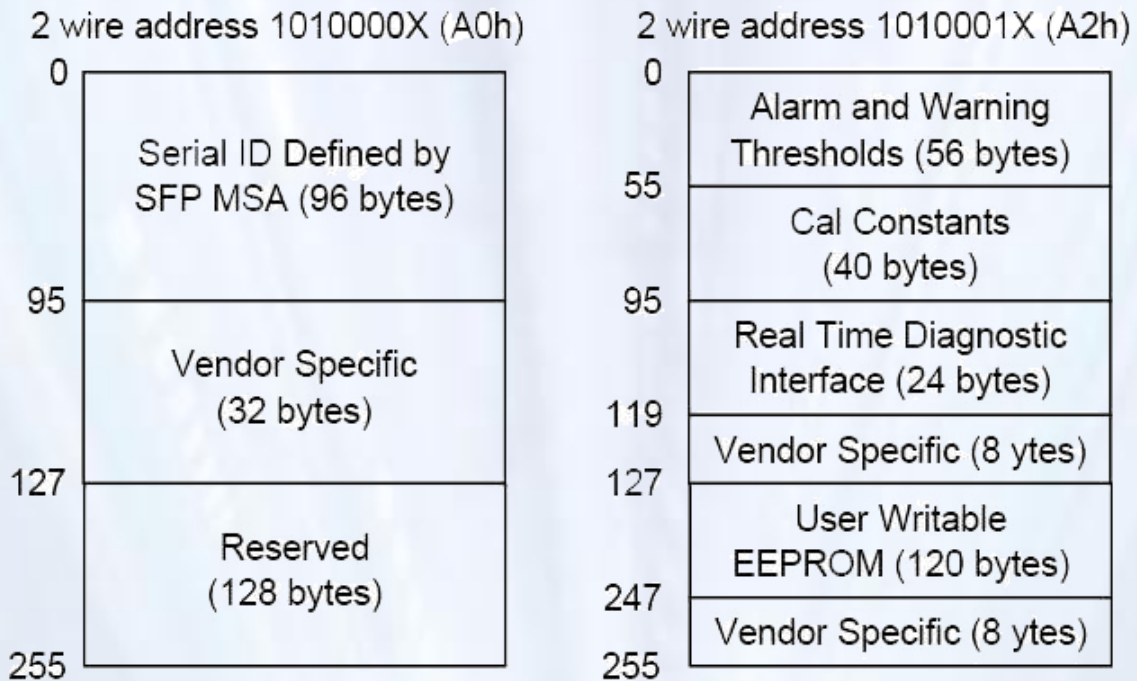 2 wire address 1010000X (A0h)
0
Serial ID Defined by
SFP MSA (96 bytes)
95
Vendor Specific
(32 bytes)
127
Reserved
(128 bytes)
255
2 wire address 1010001X (A2h)
0
Alarm and Warning
Thresholds (56 bytes)
55
Cal Constants
(40 bytes)
95
Real Time Diagnostic
Interface (24 bytes)
119
Vendor Specific (8 ytes)
127
User Writable
EEPROM (120 bytes)
247
Vendor Specific (8 ytes)
255